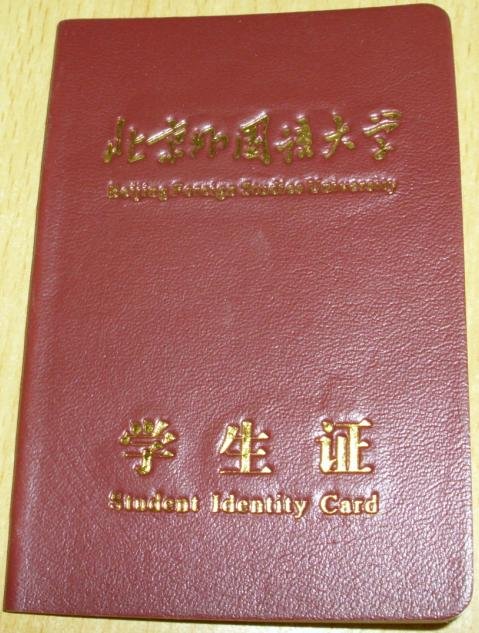 北京外国语大学
Beijing Foreign Studies University
学生证
Student Identity Card